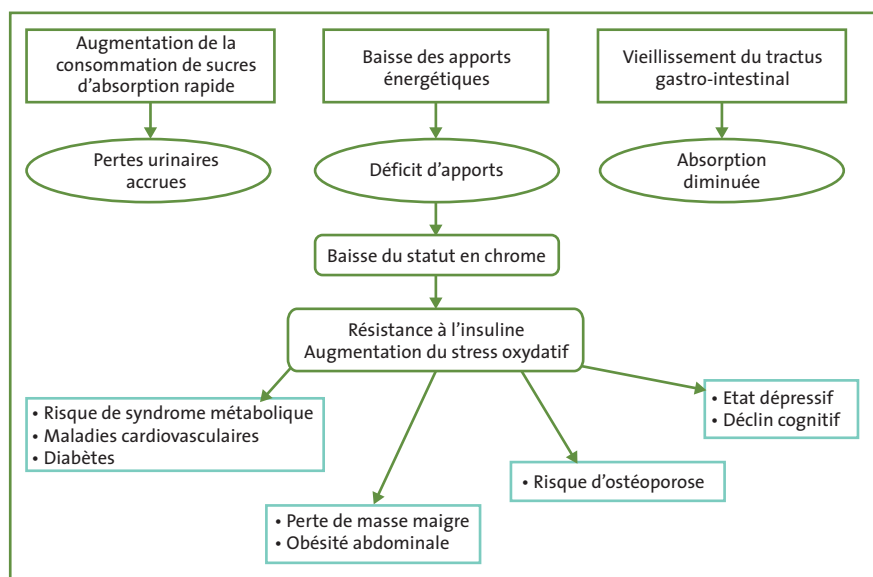 Augmentation de la
consommation de sucres
d’absorption rapide
Baisse des apports
énergétiques
Vieillissement du tractus
gastro-intestinal
Pertes urinaires
accrues
Déficit d’apports
Absorption
diminuée
Baisse du statut en chrome
Résistance à l’insuline
Augmentation du stress oxydatif
• Risque de syndrome métabolique
• Maladies cardiovasculaires
• Diabètes
• Perte de masse maigre
• Obésité abdominale
• Risque d’ostéoporose
• Etat dépressif
• Déclin cognitif